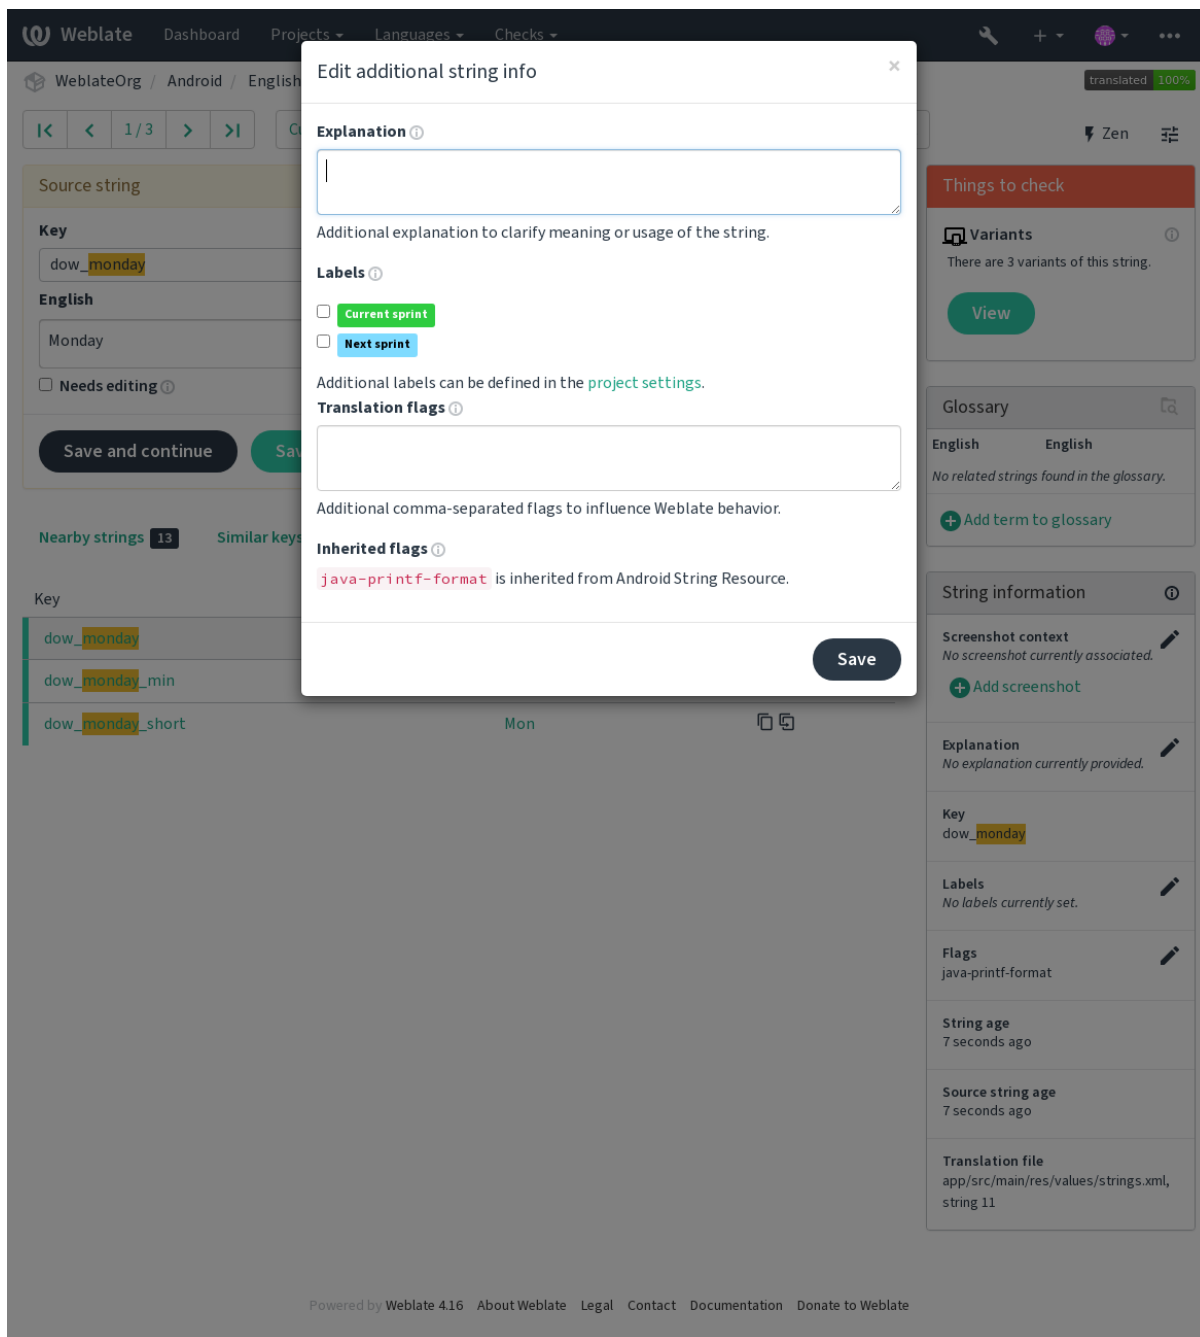 Weblate Dashboard Projects Languages Checks
WeblateOrg / Android / English
translated 100%
1 / 3
Zen
Edit additional string info
×
Explanation
Additional explanation to clarify meaning or usage of the string.
Labels
Current sprint
Next sprint
Additional labels can be defined in the project settings.
Translation flags
Additional comma-separated flags to influence Weblate behavior.
Inherited flags
java-printf-format is inherited from Android String Resource.
Save
Source string
Key
dow_monday
English
Monday
Needs editing
Save and continue
Nearby strings 13 Similar keys
Key
dow_monday
dow_monday_min
dow_monday_short Mon
Things to check
Variants
There are 3 variants of this string.
View
Glossary
English English
No related strings found in the glossary.
Add term to glossary
String information
Screenshot context
No screenshot currently associated.
Add screenshot
Explanation
No explanation currently provided.
Key
dow_monday
Labels
No labels currently set.
Flags
java-printf-format
String age
7 seconds ago
Source string age
7 seconds ago
Translation file
app/src/main/res/values/strings.xml,
string 11
Powered by Weblate 4.16 About Weblate Legal Contact Documentation Donate to Weblate